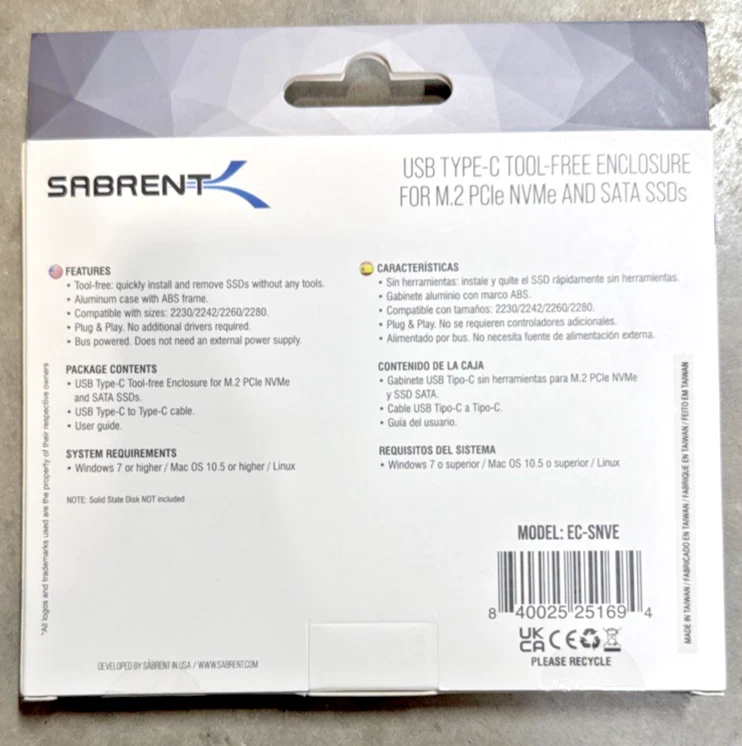 SABRENT
USB TYPE-C TOOL-FREE ENCLOSURE
FOR M.2 PCIe NVMe AND SATA SSDs
FEATURES
• Tool-free: quickly install and remove SSDs without any tools.
• Aluminum case with ABS frame.
• Compatible with sizes: 2230/2242/2260/2280.
• Plug & Play. No additional drivers required.
• Bus powered. Does not need an external power supply.
PACKAGE CONTENTS
• USB Type-C Tool-free Enclosure for M.2 PCIe NVMe
and SATA SSDs.
• USB Type-C to Type-C cable.
• User guide.
SYSTEM REQUIREMENTS
• Windows 7 or higher / Mac OS 10.5 or higher / Linux
NOTE: Solid State Disk NOT included
CARACTERÍSTICAS
• Sin herramientas: instale y quite el SSD rápidamente sin herramientas.
• Gabinete aluminio con marco ABS.
• Compatible con tamaños: 2230/2242/2260/2280.
• Plug & Play. No se requieren controladores adicionales.
• Alimentado por bus. No necesita fuente de alimentación externa.
CONTENIDO DE LA CAJA
• Gabinete USB Tipo-C sin herramientas para M.2 PCIe NVMe
y SSD SATA.
• Cable USB Tipo-C a Tipo-C.
• Guía del usuario.
REQUISITOS DEL SISTEMA
• Windows 7 o superior / Mac OS 10.5 o superior / Linux
*All logos and trademarks used are the property of their respective owners
MADE IN TAIWAN / FABRICADO EN TAIWAN / FABRIQUE EN TAIWAN / FEITO EM TAIWAN
MODEL: EC-SNVE
8 40025 25169 4
UK
CA CE
PLEASE RECYCLE
DEVELOPED BY SABRENT IN USA / WWW.SABRENT.COM